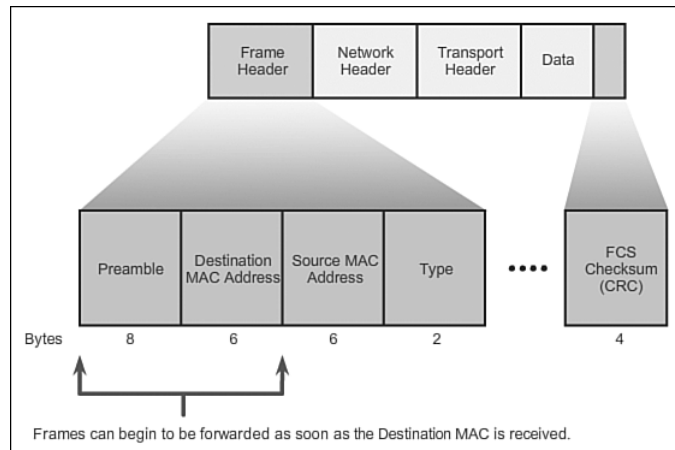 Frame
Header
Network
Header
Transport
Header
Data
Preamble
Destination
MAC Address
Source MAC
Address
Type
••••
FCS
Checksum
(CRC)
Bytes 8 6 6 2 4
Frames can begin to be forwarded as soon as the Destination MAC is received.